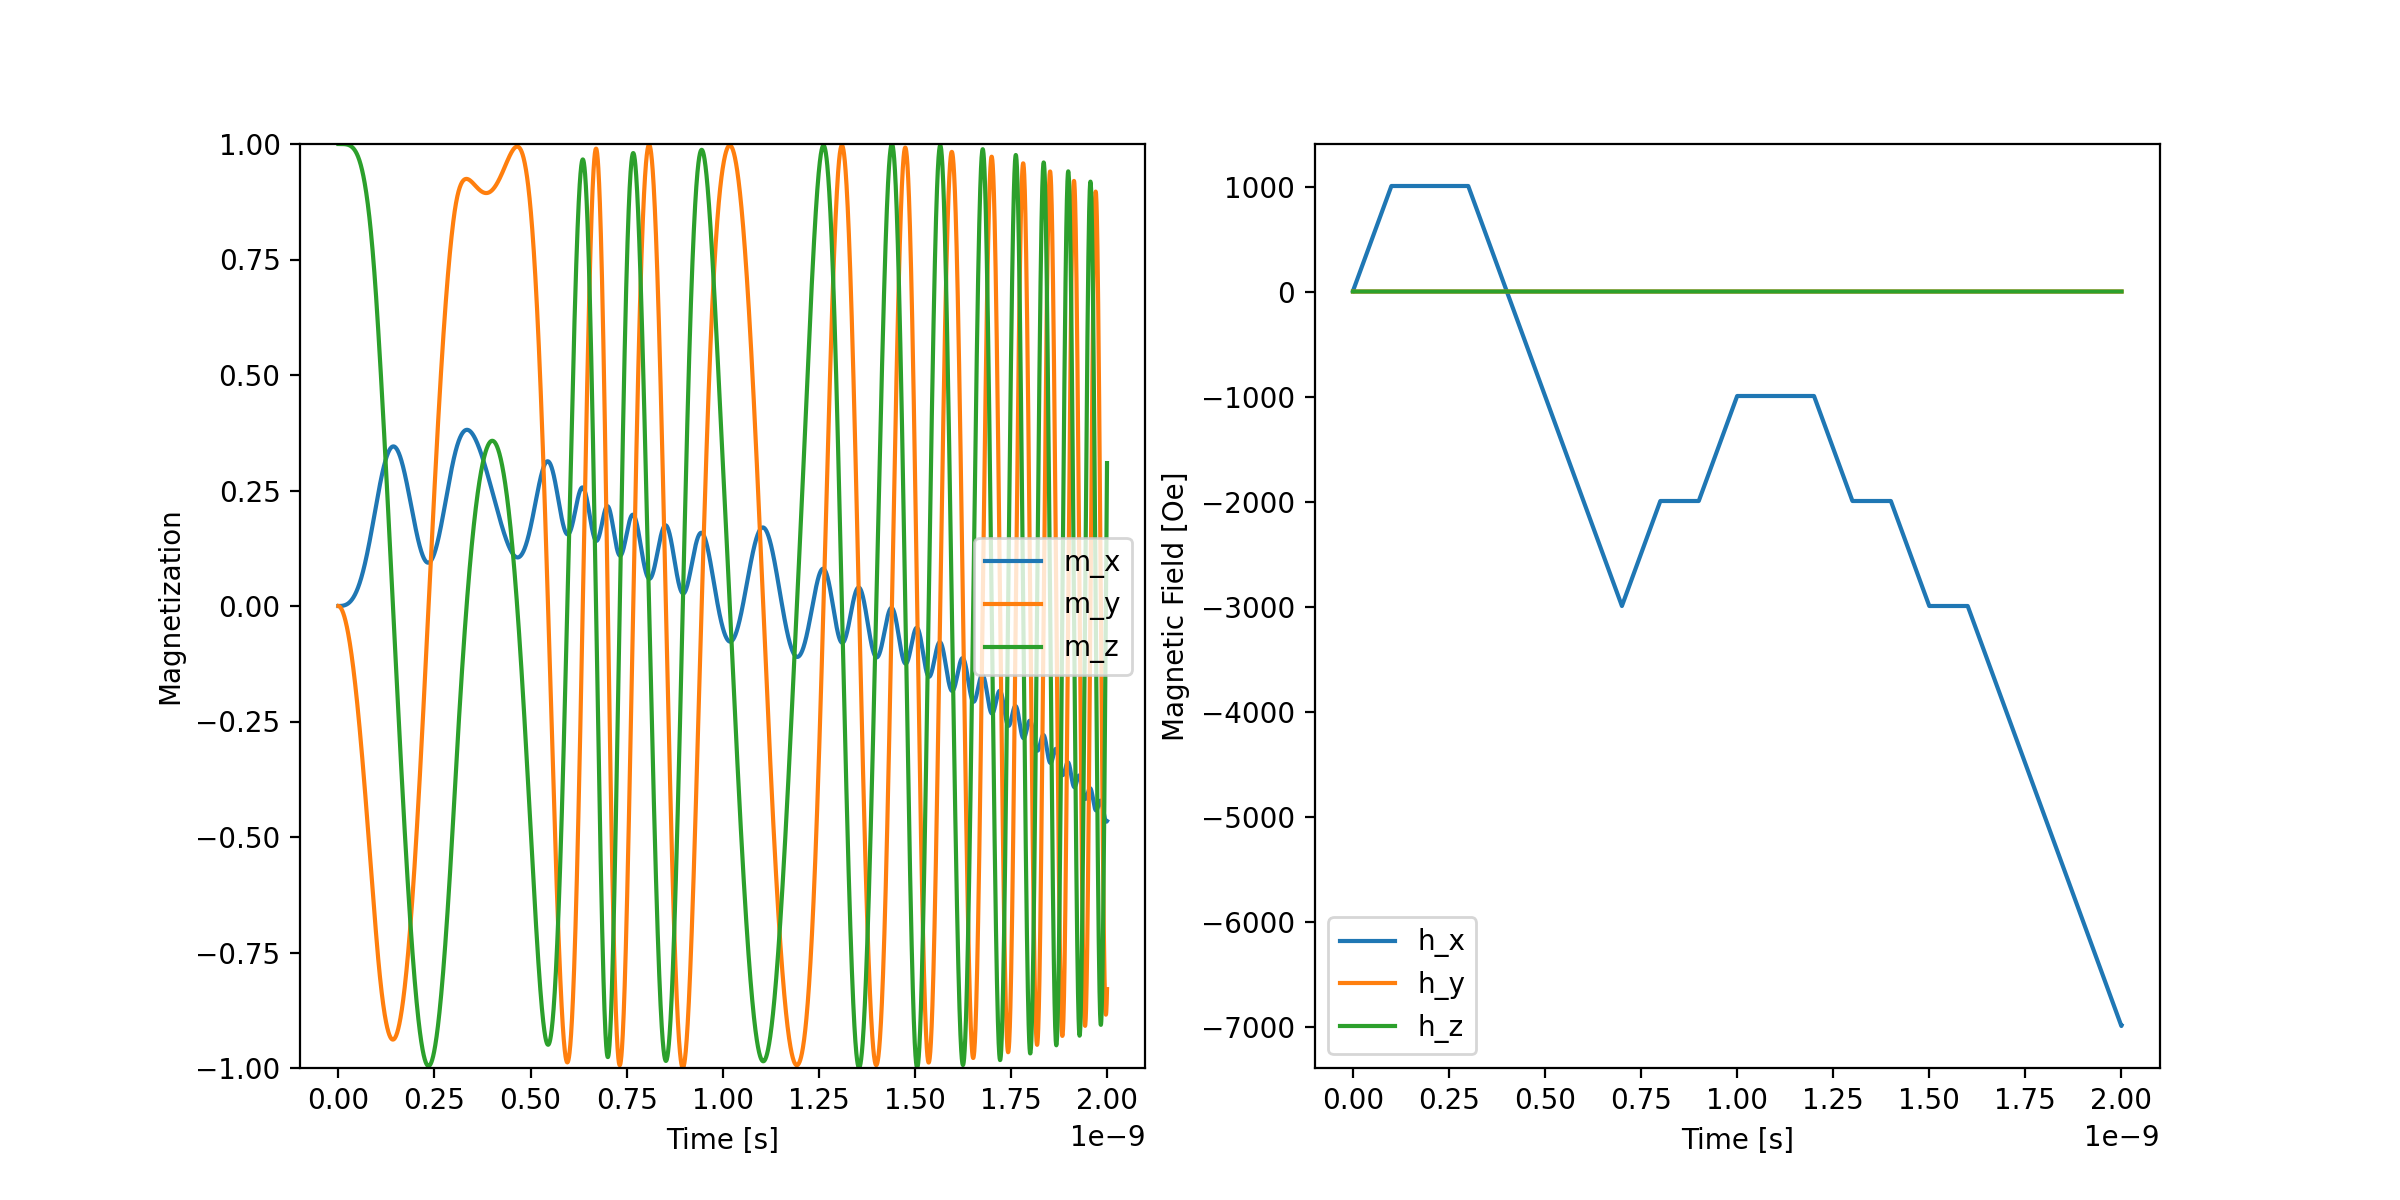 1.00
0.75
0.50
0.25
0.00
−0.25
−0.50
−0.75
−1.00
Magnetization
m_x
m_y
m_z
0.00 0.25 0.50 0.75 1.00 1.25 1.50 1.75 2.00
Time [s]
1e−9
1000
0
−1000
−2000
−3000
−4000
−5000
−6000
−7000
Magnetic Field [Oe]
h_x
h_y
h_z
0.00 0.25 0.50 0.75 1.00 1.25 1.50 1.75 2.00
Time [s]
1e−9